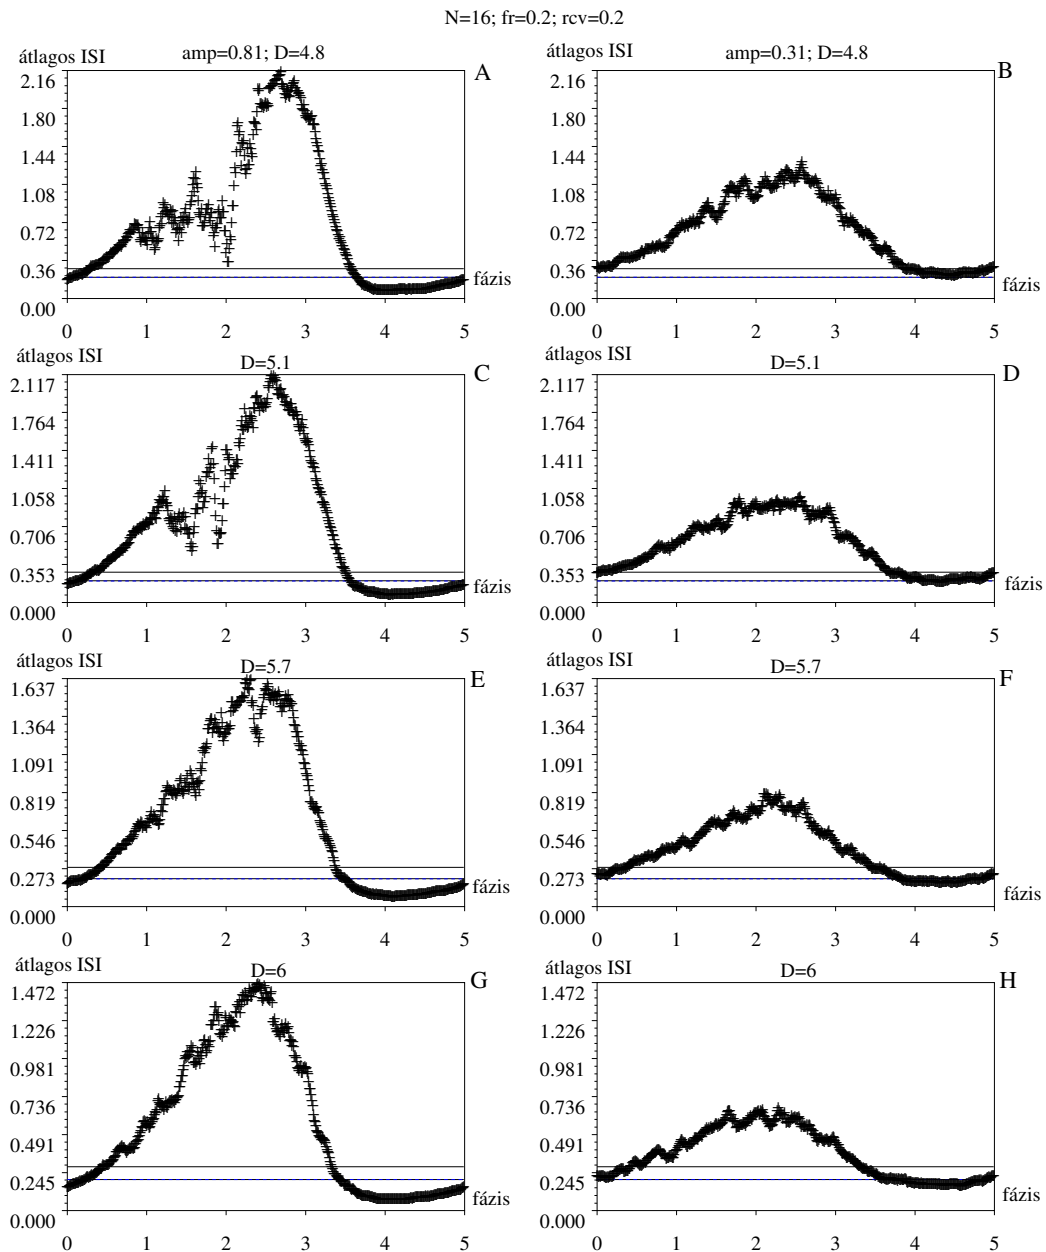 N=16; fr=0.2; rcv=0.2
átlagos ISI
amp=0.81; D=4.8
A
2.16
1.80
1.44
1.08
0.72
0.36
0.00
fázis
0 1 2 3 4 5
átlagos ISI
amp=0.31; D=4.8
B
2.16
1.80
1.44
1.08
0.72
0.36
0.00
fázis
0 1 2 3 4 5
átlagos ISI
D=5.1
C
2.117
1.764
1.411
1.058
0.706
0.353
0.000
fázis
0 1 2 3 4 5
átlagos ISI
D=5.1
D
2.117
1.764
1.411
1.058
0.706
0.353
0.000
fázis
0 1 2 3 4 5
átlagos ISI
D=5.7
E
1.637
1.364
1.091
0.819
0.546
0.273
0.000
fázis
0 1 2 3 4 5
átlagos ISI
D=5.7
F
1.637
1.364
1.091
0.819
0.546
0.273
0.000
fázis
0 1 2 3 4 5
átlagos ISI
D=6
G
1.472
1.226
0.981
0.736
0.491
0.245
0.000
fázis
0 1 2 3 4 5
átlagos ISI
D=6
H
1.472
1.226
0.981
0.736
0.491
0.245
0.000
fázis
0 1 2 3 4 5